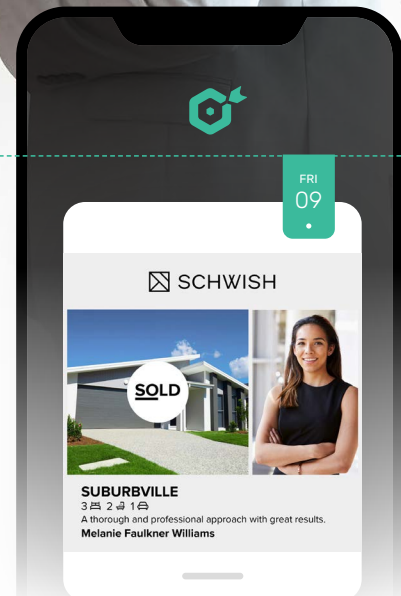 FRI
09
SCHWISH
SOLD
SUBURBVILLE
3 2 1
A thorough and professional approach with great results.
Melanie Faulkner Williams